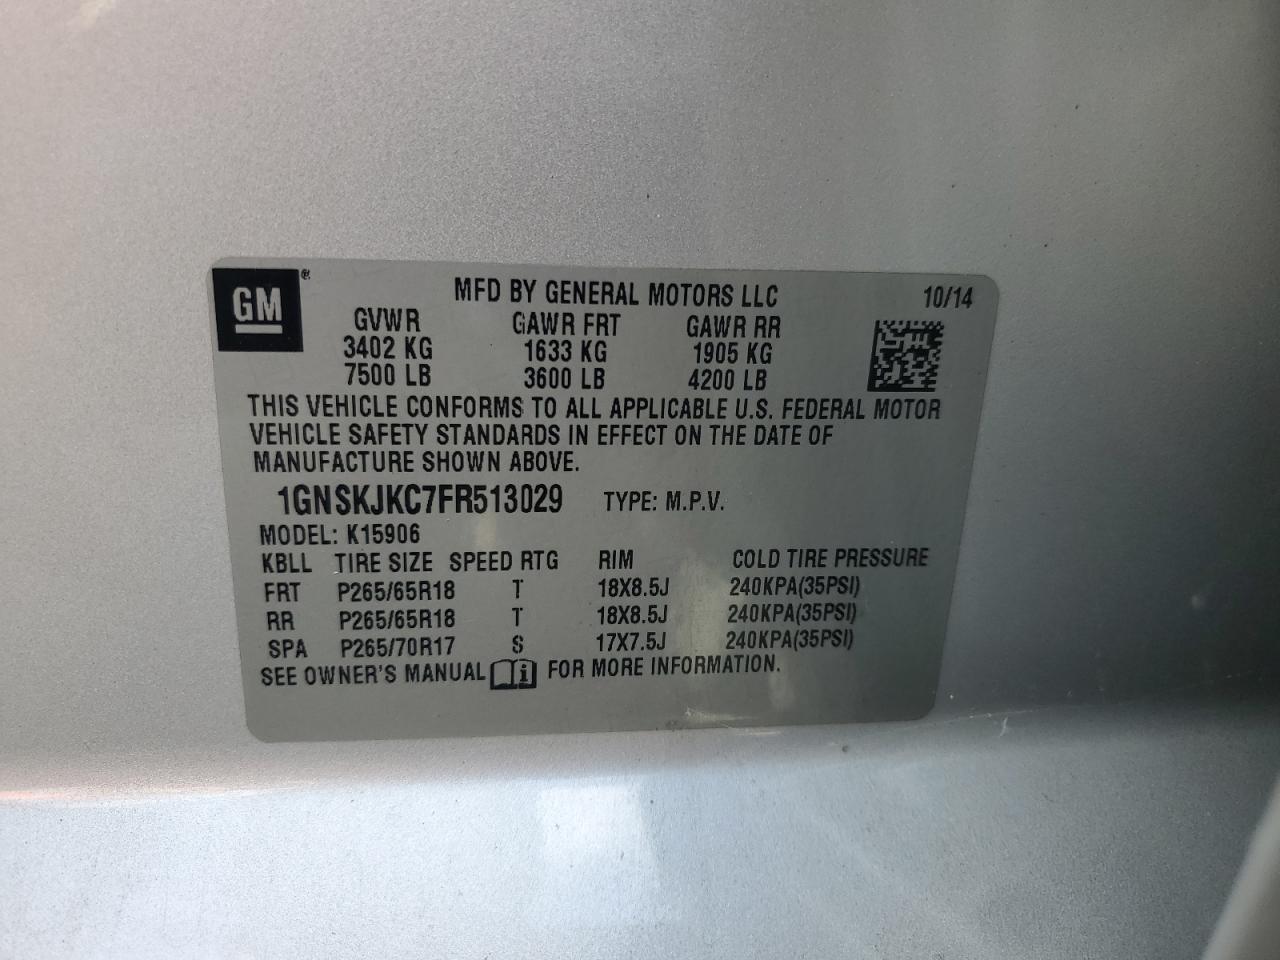 GM ®
MFD BY GENERAL MOTORS LLC 10/14
GVWR GAWR FRT GAWR RR
3402 KG 1633 KG 1905 KG
7500 LB 3600 LB 4200 LB
THIS VEHICLE CONFORMS TO ALL APPLICABLE U.S. FEDERAL MOTOR
VEHICLE SAFETY STANDARDS IN EFFECT ON THE DATE OF
MANUFACTURE SHOWN ABOVE.
1GNSKJKC7FR513029 TYPE: M.P.V.
MODEL: K15906
KBLL TIRE SIZE SPEED RTG RIM COLD TIRE PRESSURE
FRT P265/65R18 T 18X8.5J 240KPA(35PSI)
RR P265/65R18 T 18X8.5J 240KPA(35PSI)
SPA P265/70R17 S 17X7.5J 240KPA(35PSI)
SEE OWNER'S MANUAL i FOR MORE INFORMATION.